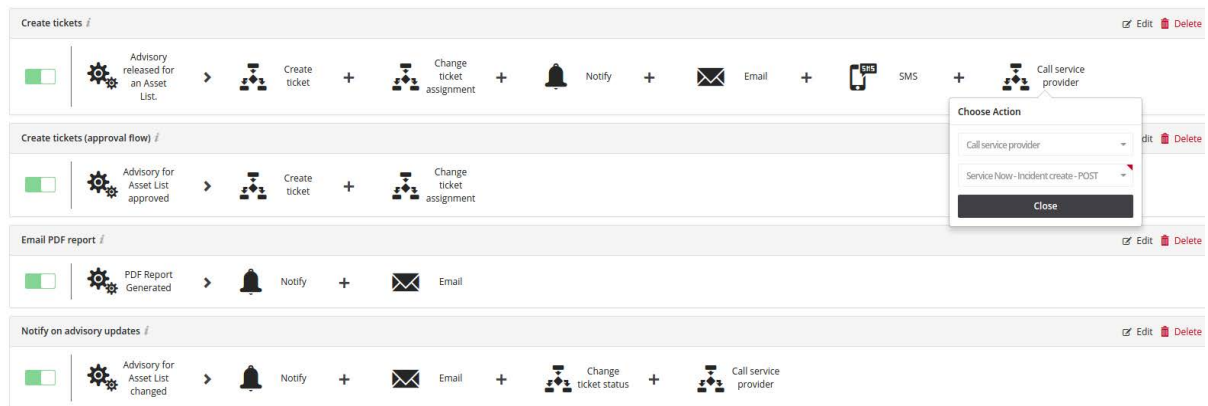 Create tickets i
Edit Delete
Advisory
released for
an Asset
List.
Create
ticket
Change
ticket
assignment
Notify
Email
SMS
SMS
Call service
provider
Choose Action
Call service provider
Service Now - Incident create - POST
Close
Create tickets (approval flow) i
dit Delete
Advisory for
Asset List
approved
Create
ticket
Change
ticket
assignment
Email PDF report i
Edit Delete
PDF Report
Generated
Notify
Email
Notify on advisory updates i
Edit Delete
Advisory for
Asset List
changed
Notify
Email
Change
ticket status
Call service
provider